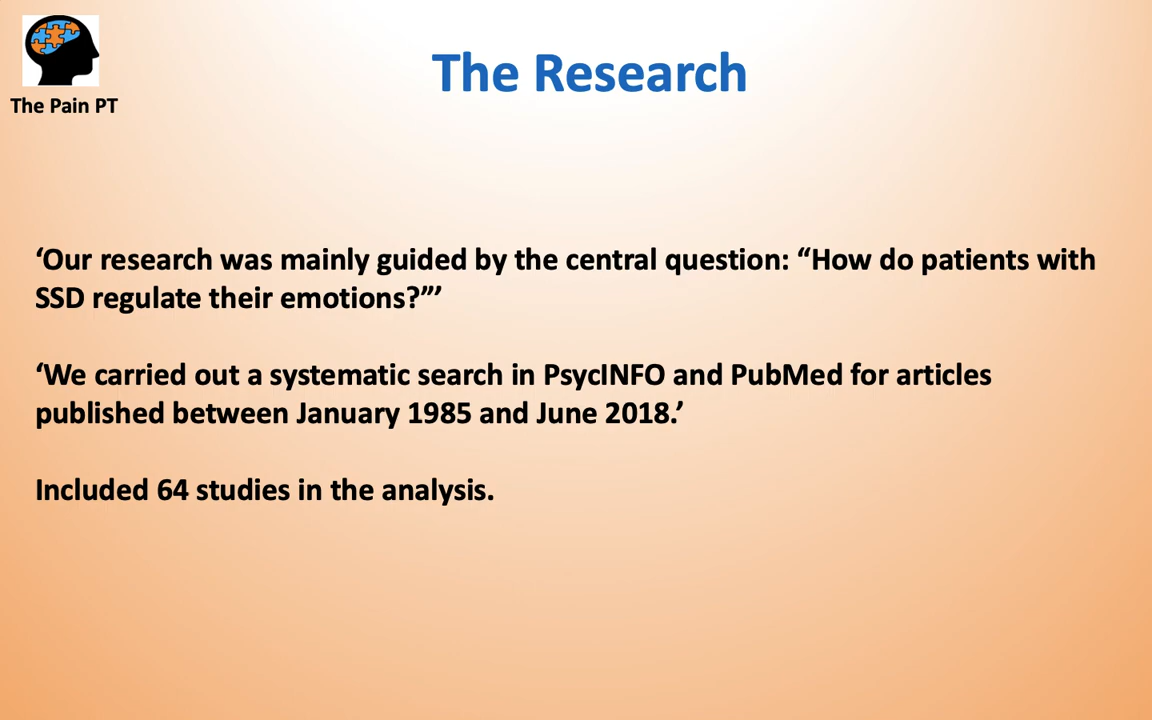 The Pain PT
The Research
‘Our research was mainly guided by the central question: “How do patients with
SSD regulate their emotions?”’
‘We carried out a systematic search in PsycINFO and PubMed for articles
published between January 1985 and June 2018.’
Included 64 studies in the analysis.